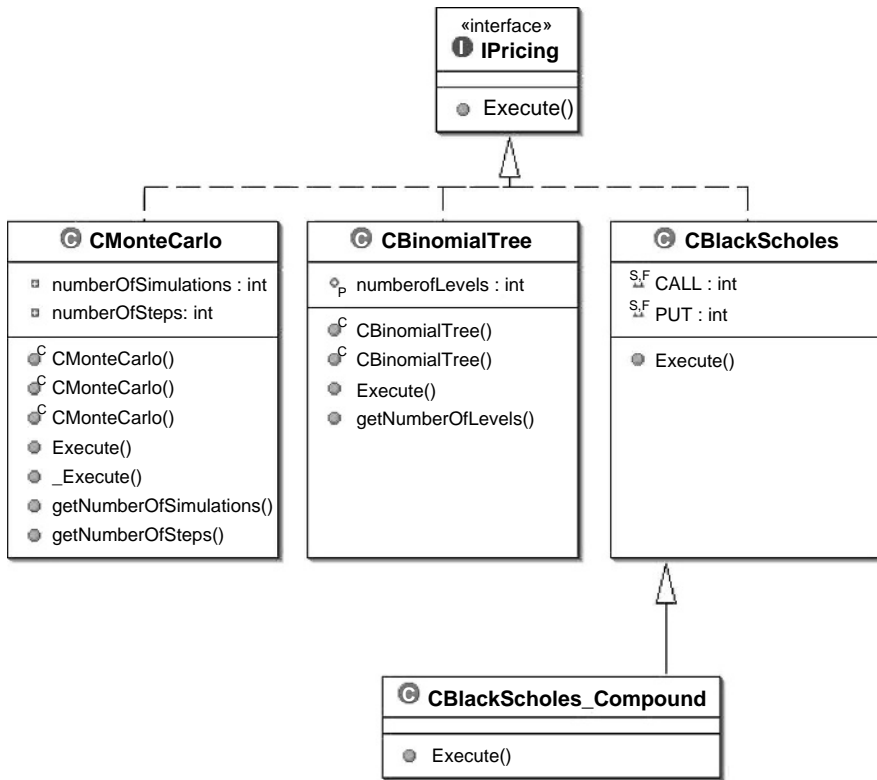 «interface»
I IPricing
Execute()
C CMonteCarlo
numberOfSimulations : int
numberOfSteps: int
C CMonteCarlo()
C CMonteCarlo()
C CMonteCarlo()
Execute()
_Execute()
getNumberOfSimulations()
getNumberOfSteps()
C CBinomialTree
P numberofLevels : int
C CBinomialTree()
C CBinomialTree()
Execute()
getNumberOfLevels()
C CBlackScholes
S,F CALL : int
S,F PUT : int
Execute()
C CBlackScholes_Compound
Execute()